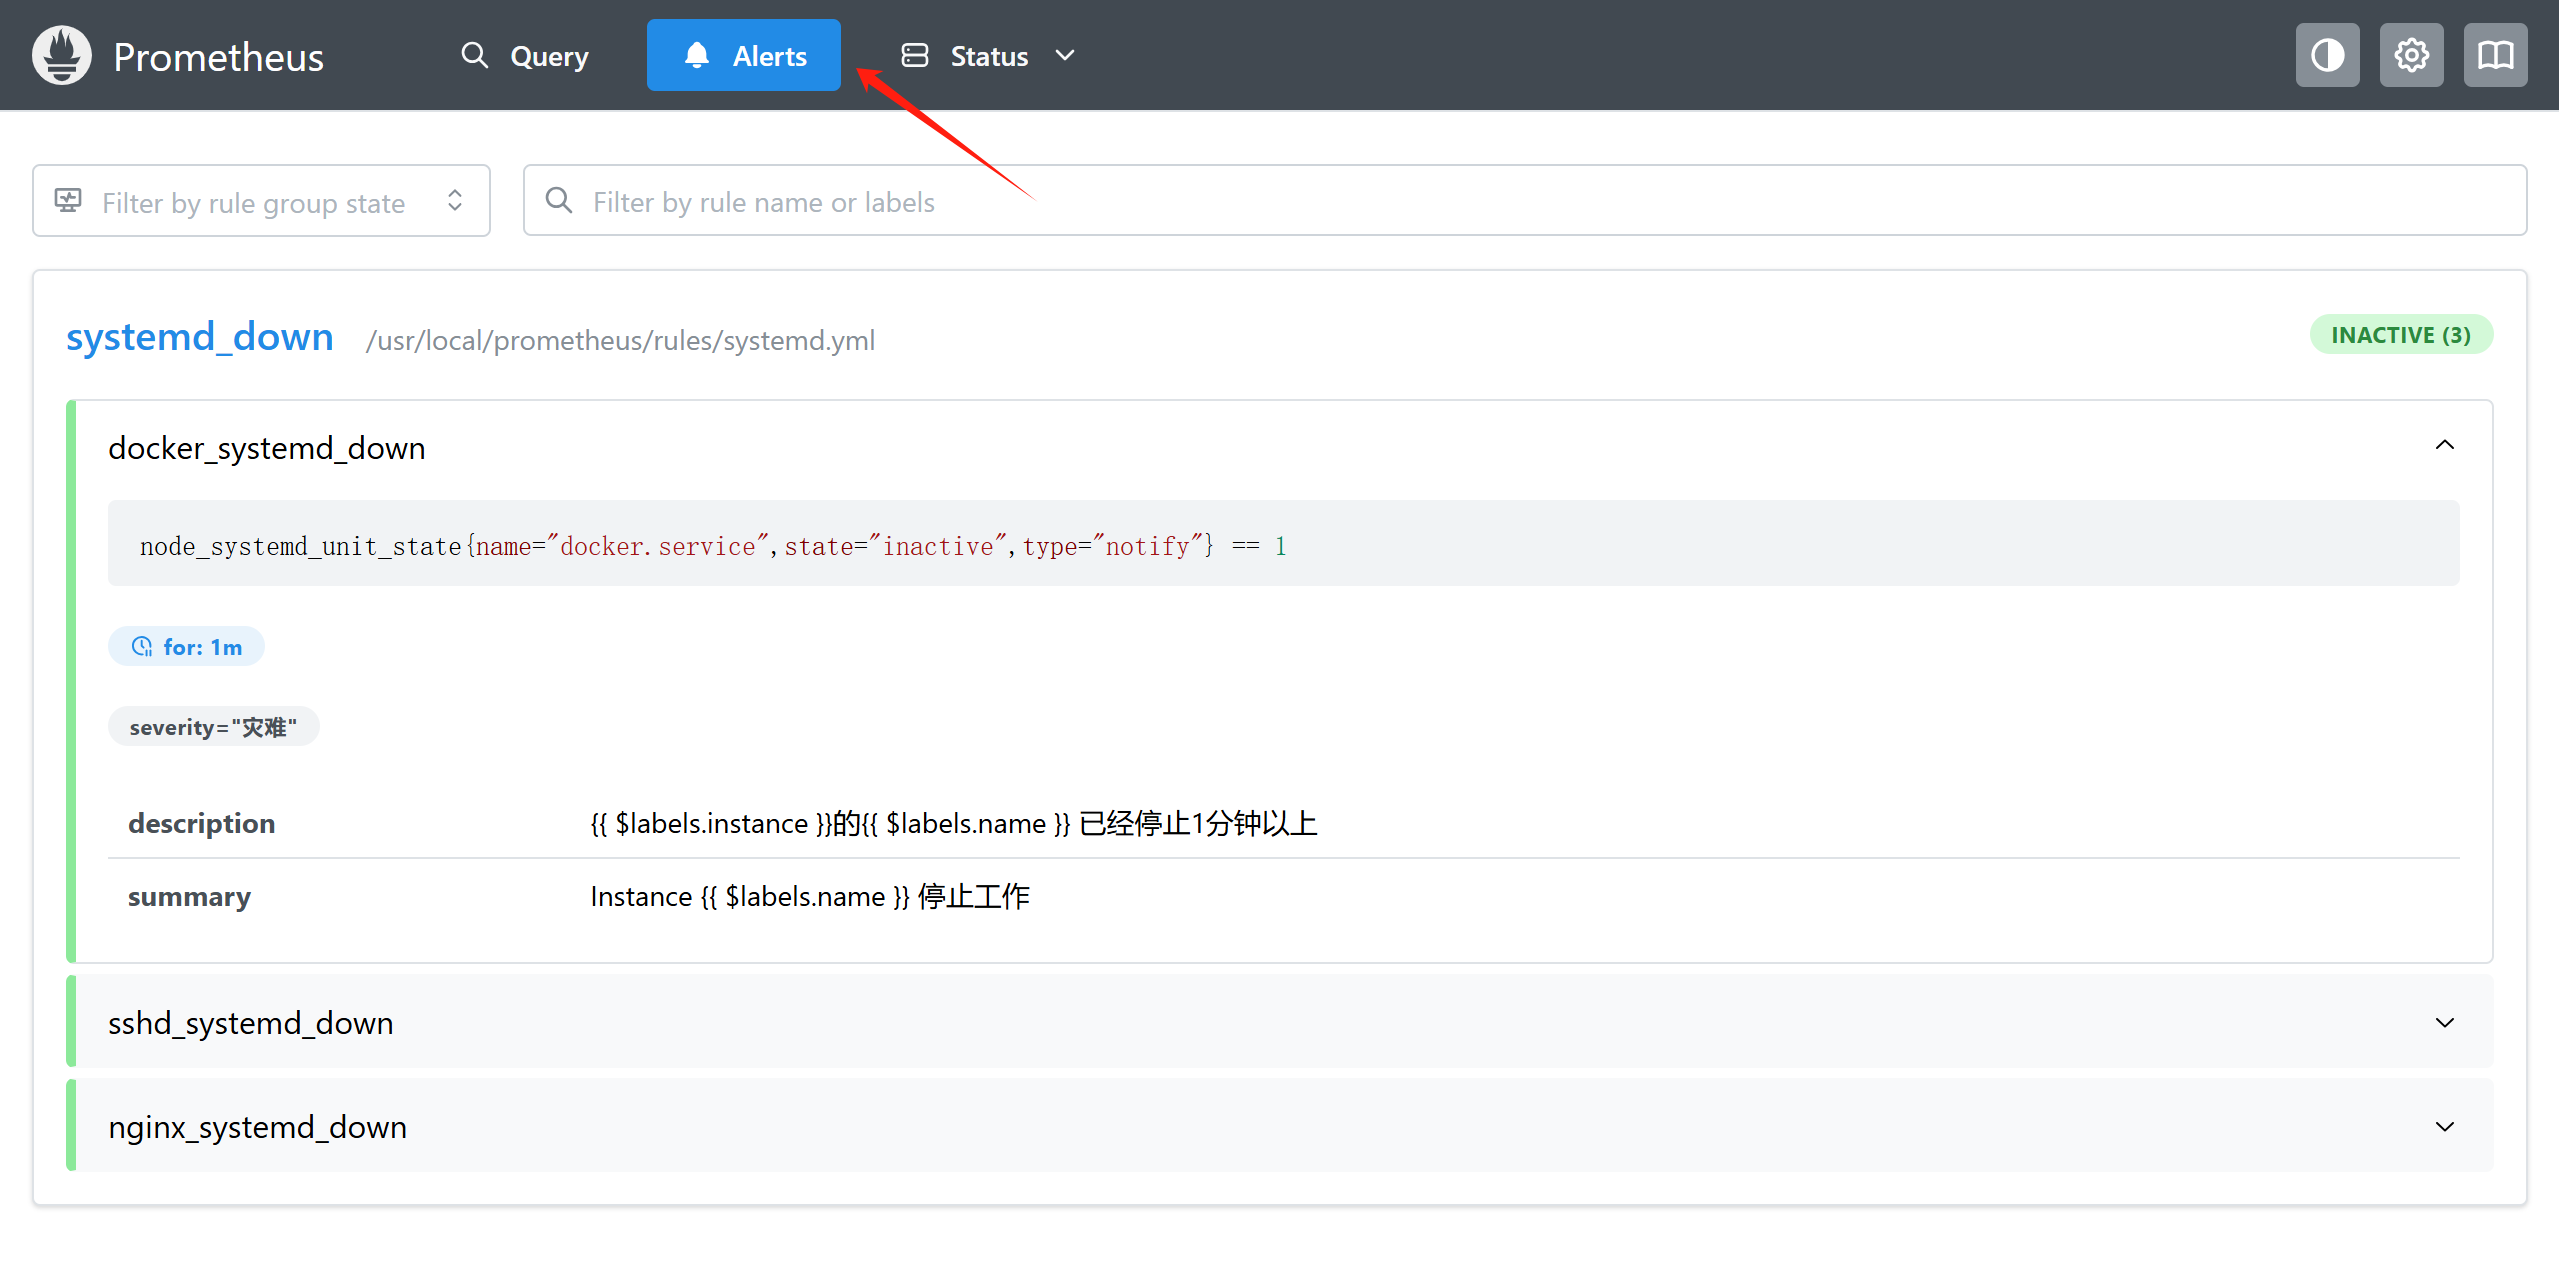 Prometheus Query Alerts Status
Filter by rule group state Filter by rule name or labels
systemd_down /usr/local/prometheus/rules/systemd.yml INACTIVE (3)
docker_systemd_down
node_systemd_unit_state{name="docker.service",state="inactive",type="notify"} == 1
for: 1m
severity="灾难"
description {{ $labels.instance }}的{{ $labels.name }} 已经停止1分钟以上
summary Instance {{ $labels.name }} 停止工作
sshd_systemd_down
nginx_systemd_down